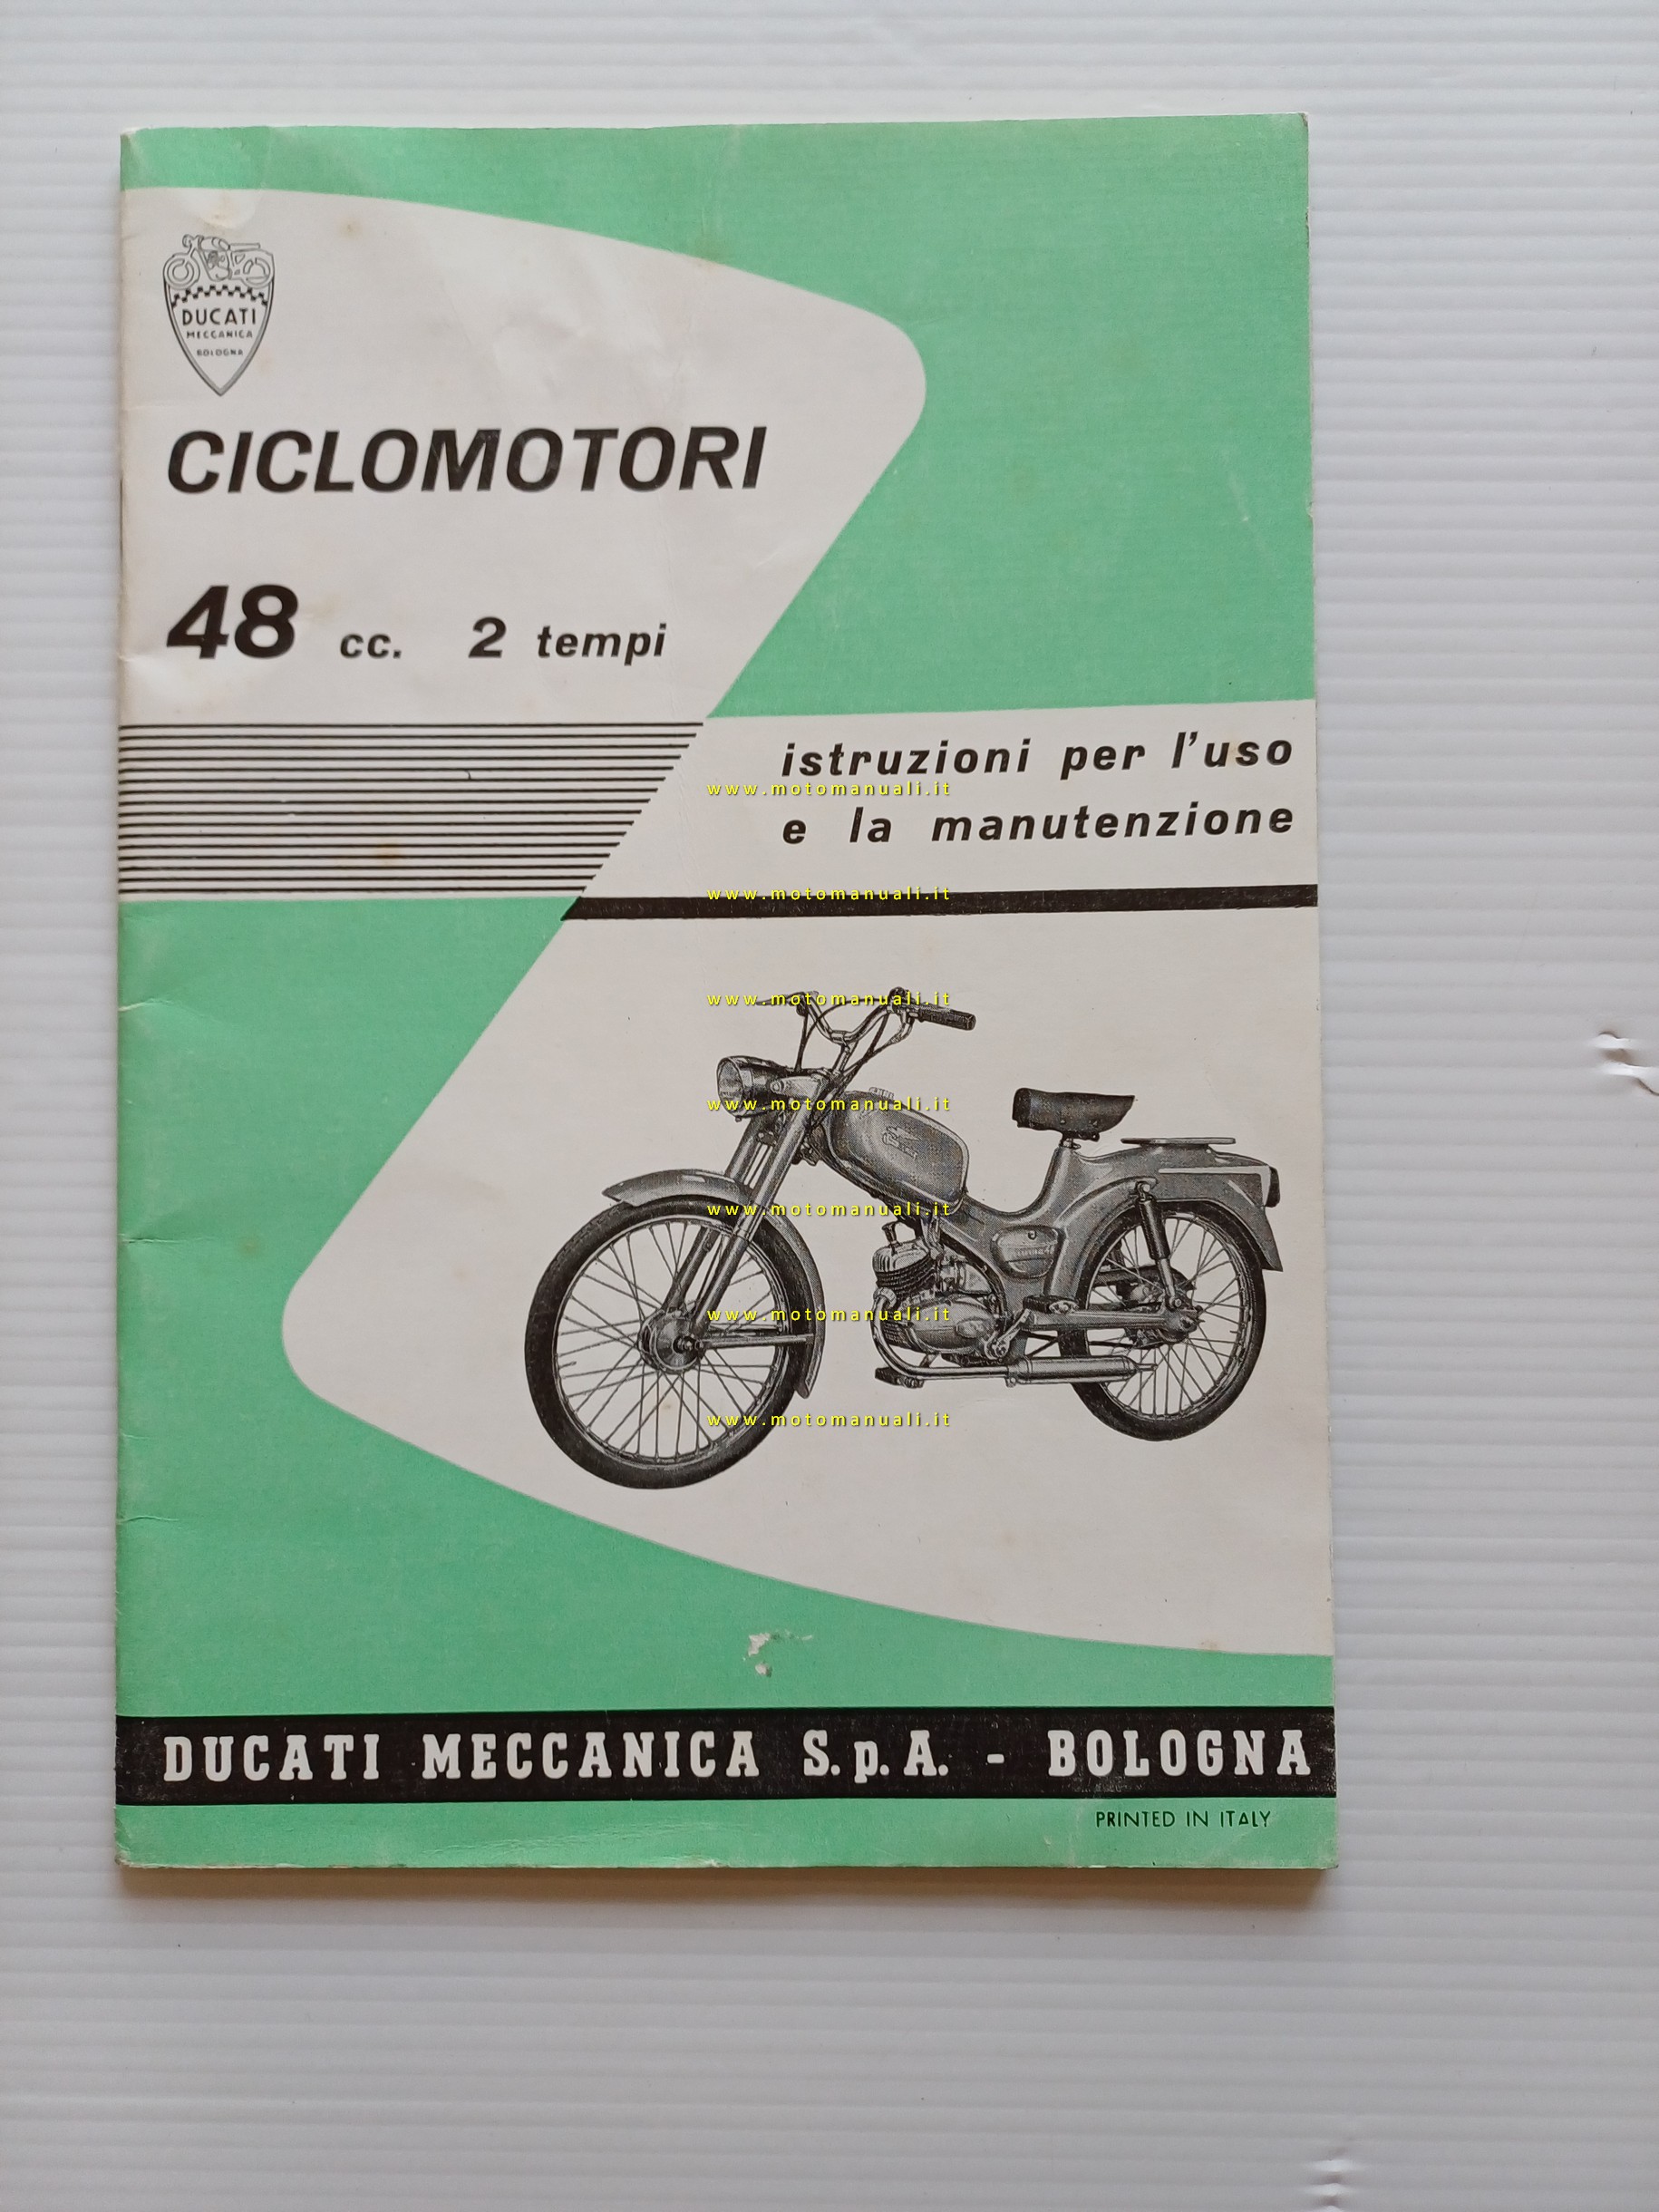 DUCATI
MECCANICA
BOLOGNA
CICLOMOTORI
48 cc. 2 tempi
istruzioni per l'uso
www.motomanuali.it
e la manutenzione
www.motomanuali.it
www.motomanuali.it
www.motomanuali.it
www.motomanuali.it
www.motomanuali.it
www.motomanuali.it
DUCATI MECCANICA S.p.A. - BOLOGNA
PRINTED IN ITALY